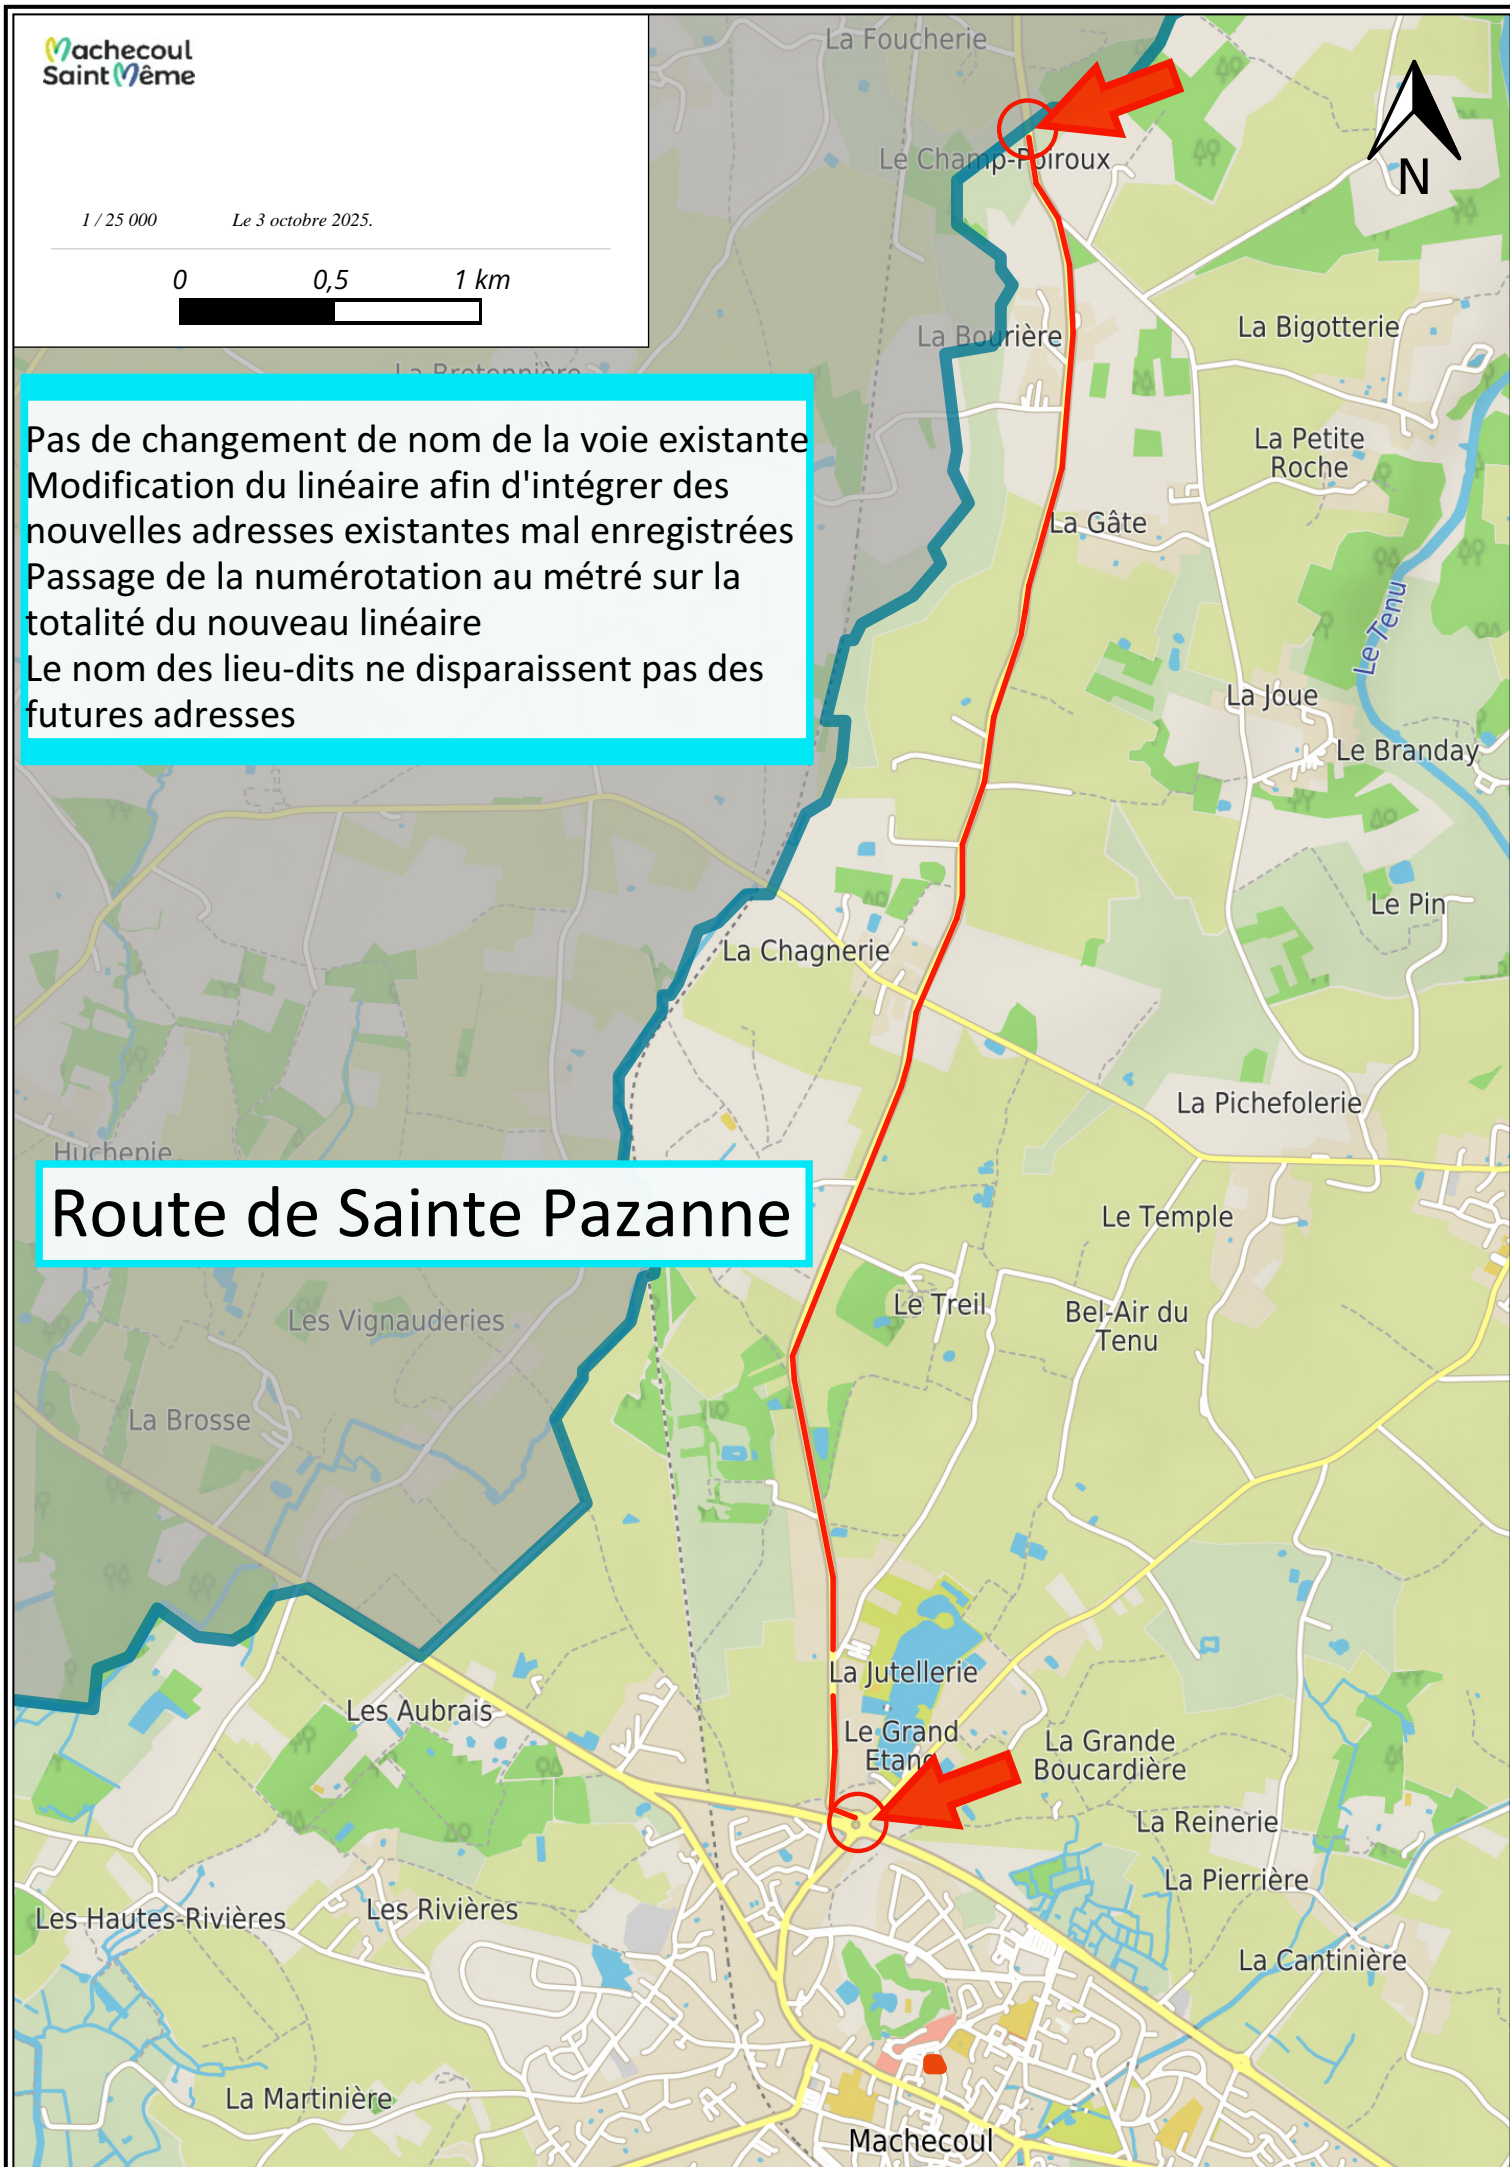 Machecoul
Saint Même
1 / 25 000 Le 3 octobre 2025.
0 0,5 1 km
N
La Foucherie
Le Champ-Poiroux
La Bourière
La Bigotterie
La Bretonnière
Pas de changement de nom de la voie existante
Modification du linéaire afin d'intégrer des
nouvelles adresses existantes mal enregistrées
Passage de la numérotation au métré sur la
totalité du nouveau linéaire
Le nom des lieu-dits ne disparaissent pas des
futures adresses
La Petite
Roche
La Gâte
Le Tenu
La Joue
Le Branday
Le Pin
La Chagnerie
La Pichefolerie
Huchepie
Route de Sainte Pazanne
Le Temple
Le Treil
Bel-Air du
Tenu
Les Vignauderies
La Brosse
La Jutellerie
Les Aubrais
Le Grand
Etang
La Grande
Boucardière
La Reinerie
La Pierrière
Les Hautes-Rivières
Les Rivières
La Cantinière
La Martinière
Machecoul